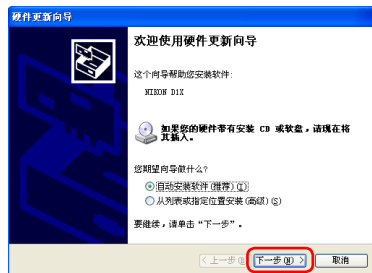 硬件更新向导
欢迎使用硬件更新向导
这个向导帮助您安装软件:
NIKON D1X
如果您的硬件带有安装 CD 或软盘，请现在将
其插入。
您期望向导做什么?
自动安装软件(推荐)(I)
从列表或指定位置安装(高级)(S)
要继续，请单击“下一步”。
<上一步(B) 下一步(N) > 取消